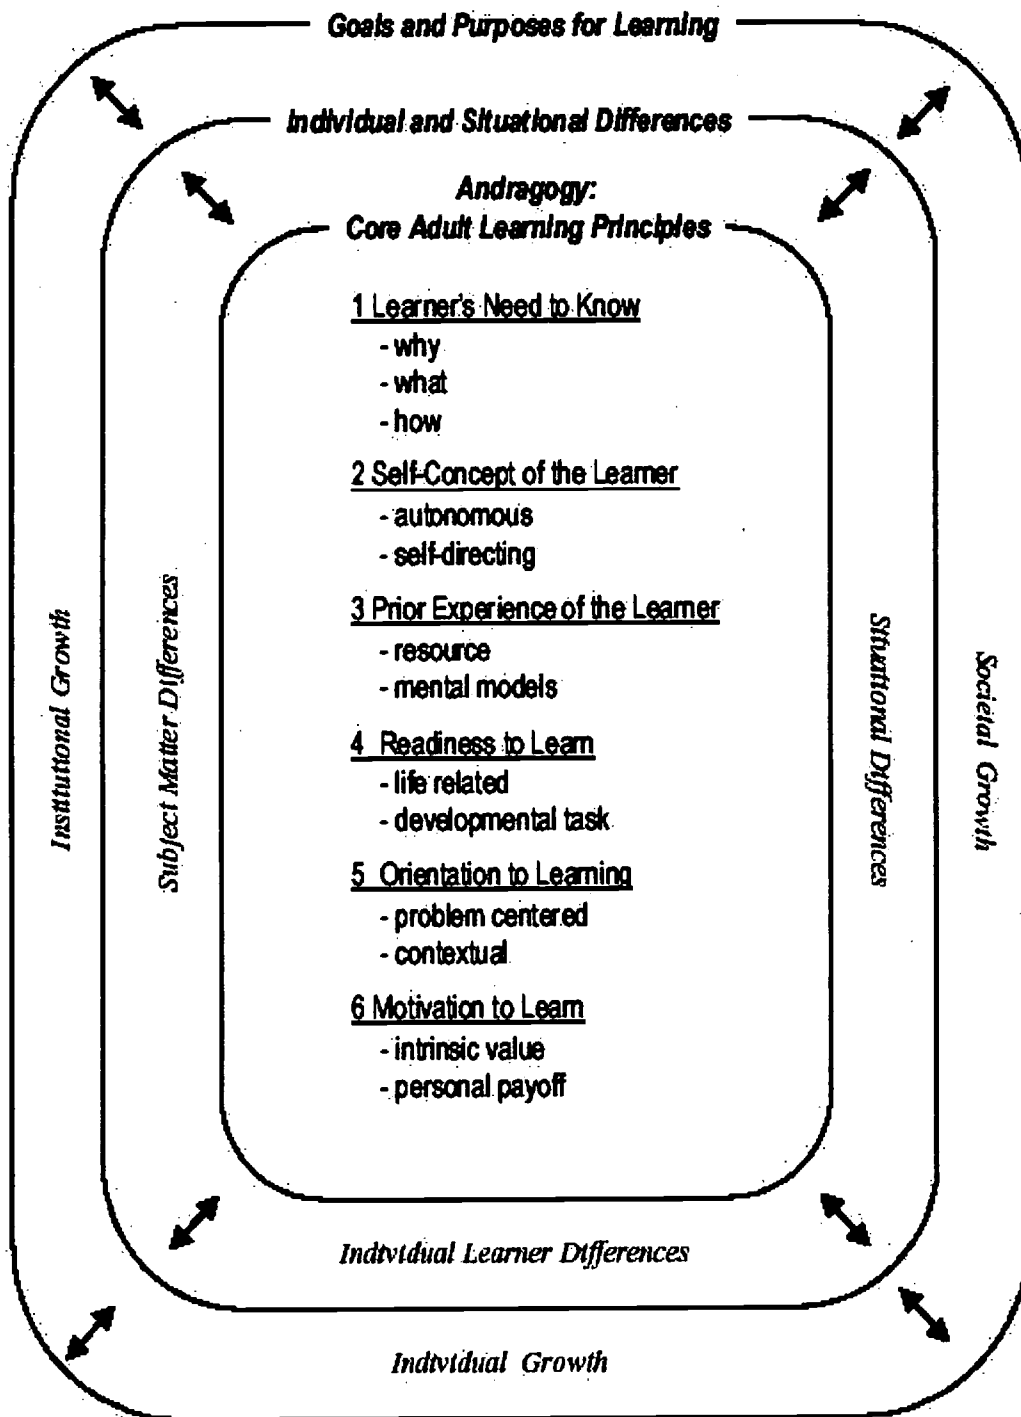 Goals and Purposes for Learning
Individual and Situational Differences
Andragogy:
Core Adult Learning Principles
1 Learner's Need to Know
- why
- what
- how
2 Self-Concept of the Learner
- autonomous
- self-directing
3 Prior Experience of the Learner
- resource
- mental models
4 Readiness to Learn
- life related
- developmental task
5 Orientation to Learning
- problem centered
- contextual
6 Motivation to Learn
- intrinsic value
- personal payoff
Institutional Growth
Subject Matter Differences
Situational Differences
Societal Growth
Individual Learner Differences
Individual Growth